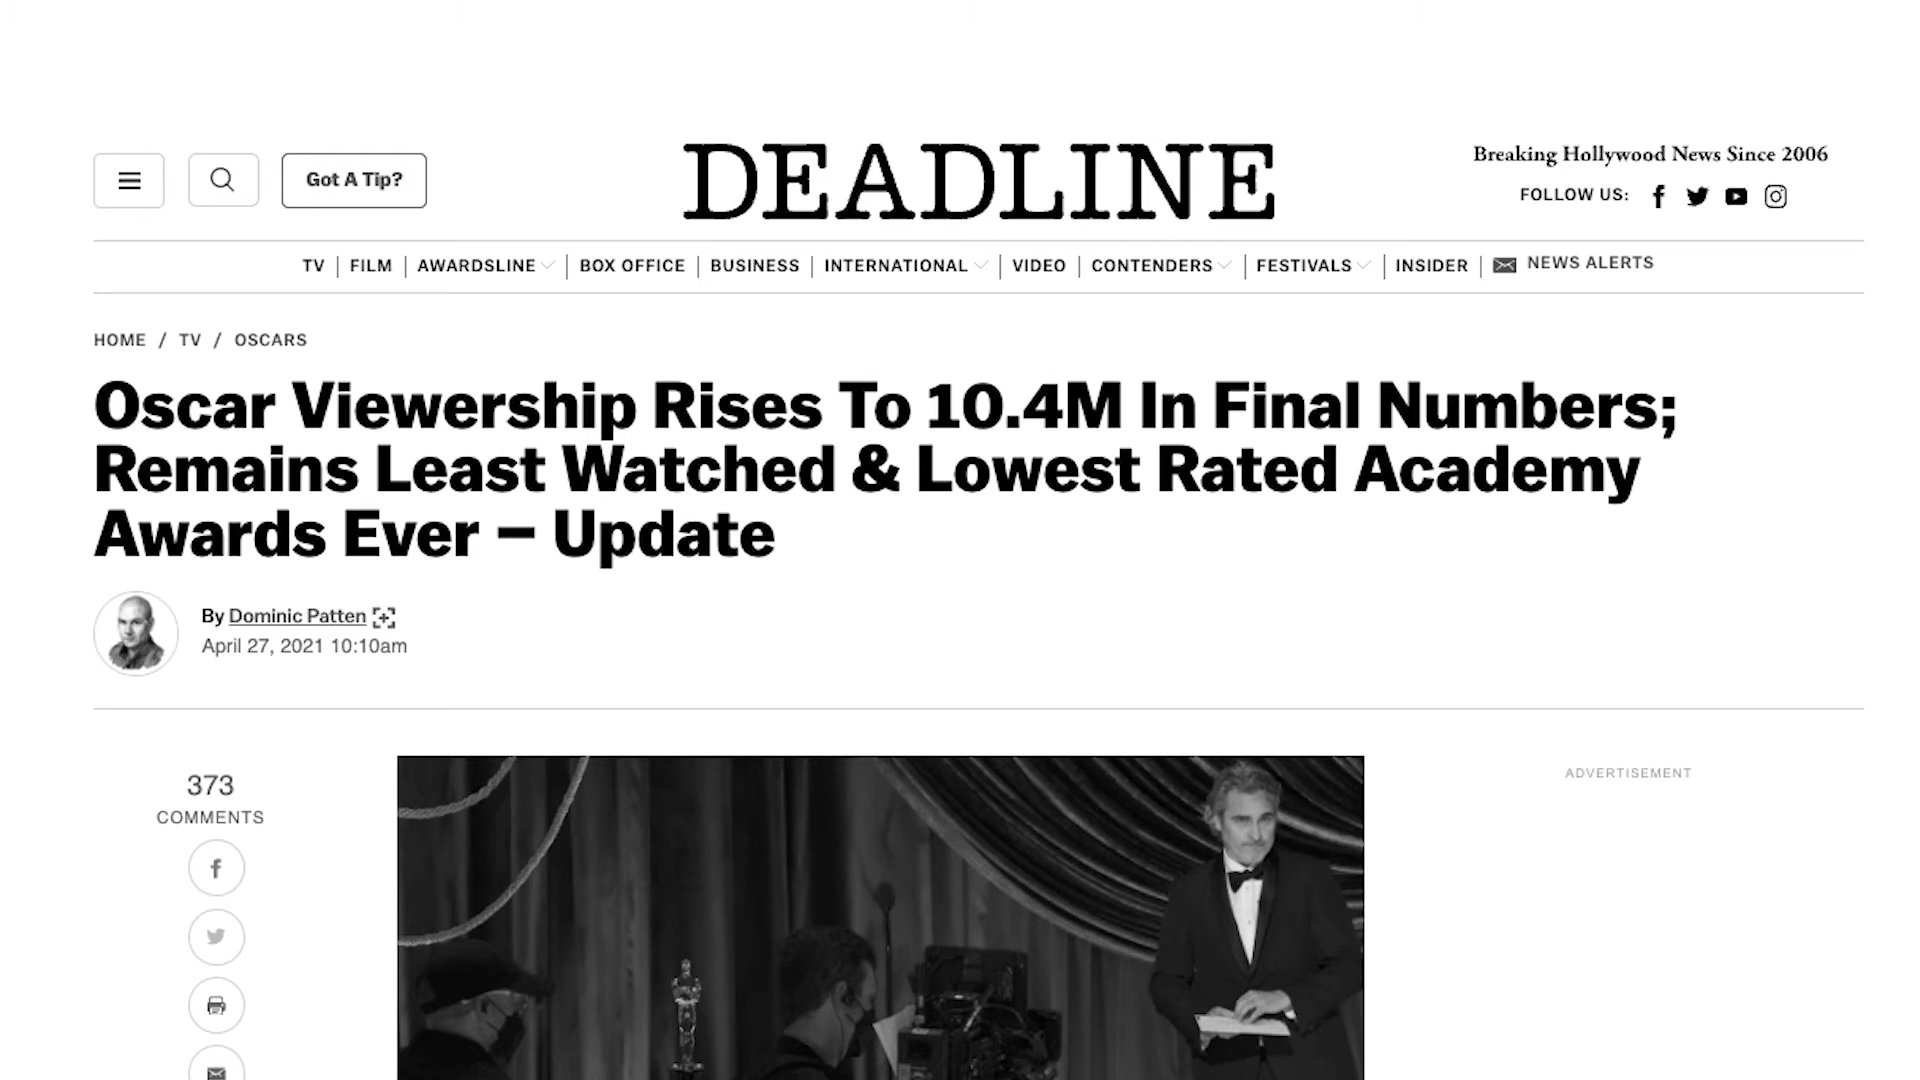 Got A Tip?
DEADLINE
Breaking Hollywood News Since 2006
FOLLOW US:
TV | FILM | AWARDSLINE | BOX OFFICE | BUSINESS | INTERNATIONAL | VIDEO | CONTENDERS | FESTIVALS | INSIDER | NEWS ALERTS
HOME / TV / OSCARS
Oscar Viewership Rises To 10.4M In Final Numbers;
Remains Least Watched & Lowest Rated Academy
Awards Ever – Update
By Dominic Patten
April 27, 2021 10:10am
373
COMMENTS
ADVERTISEMENT